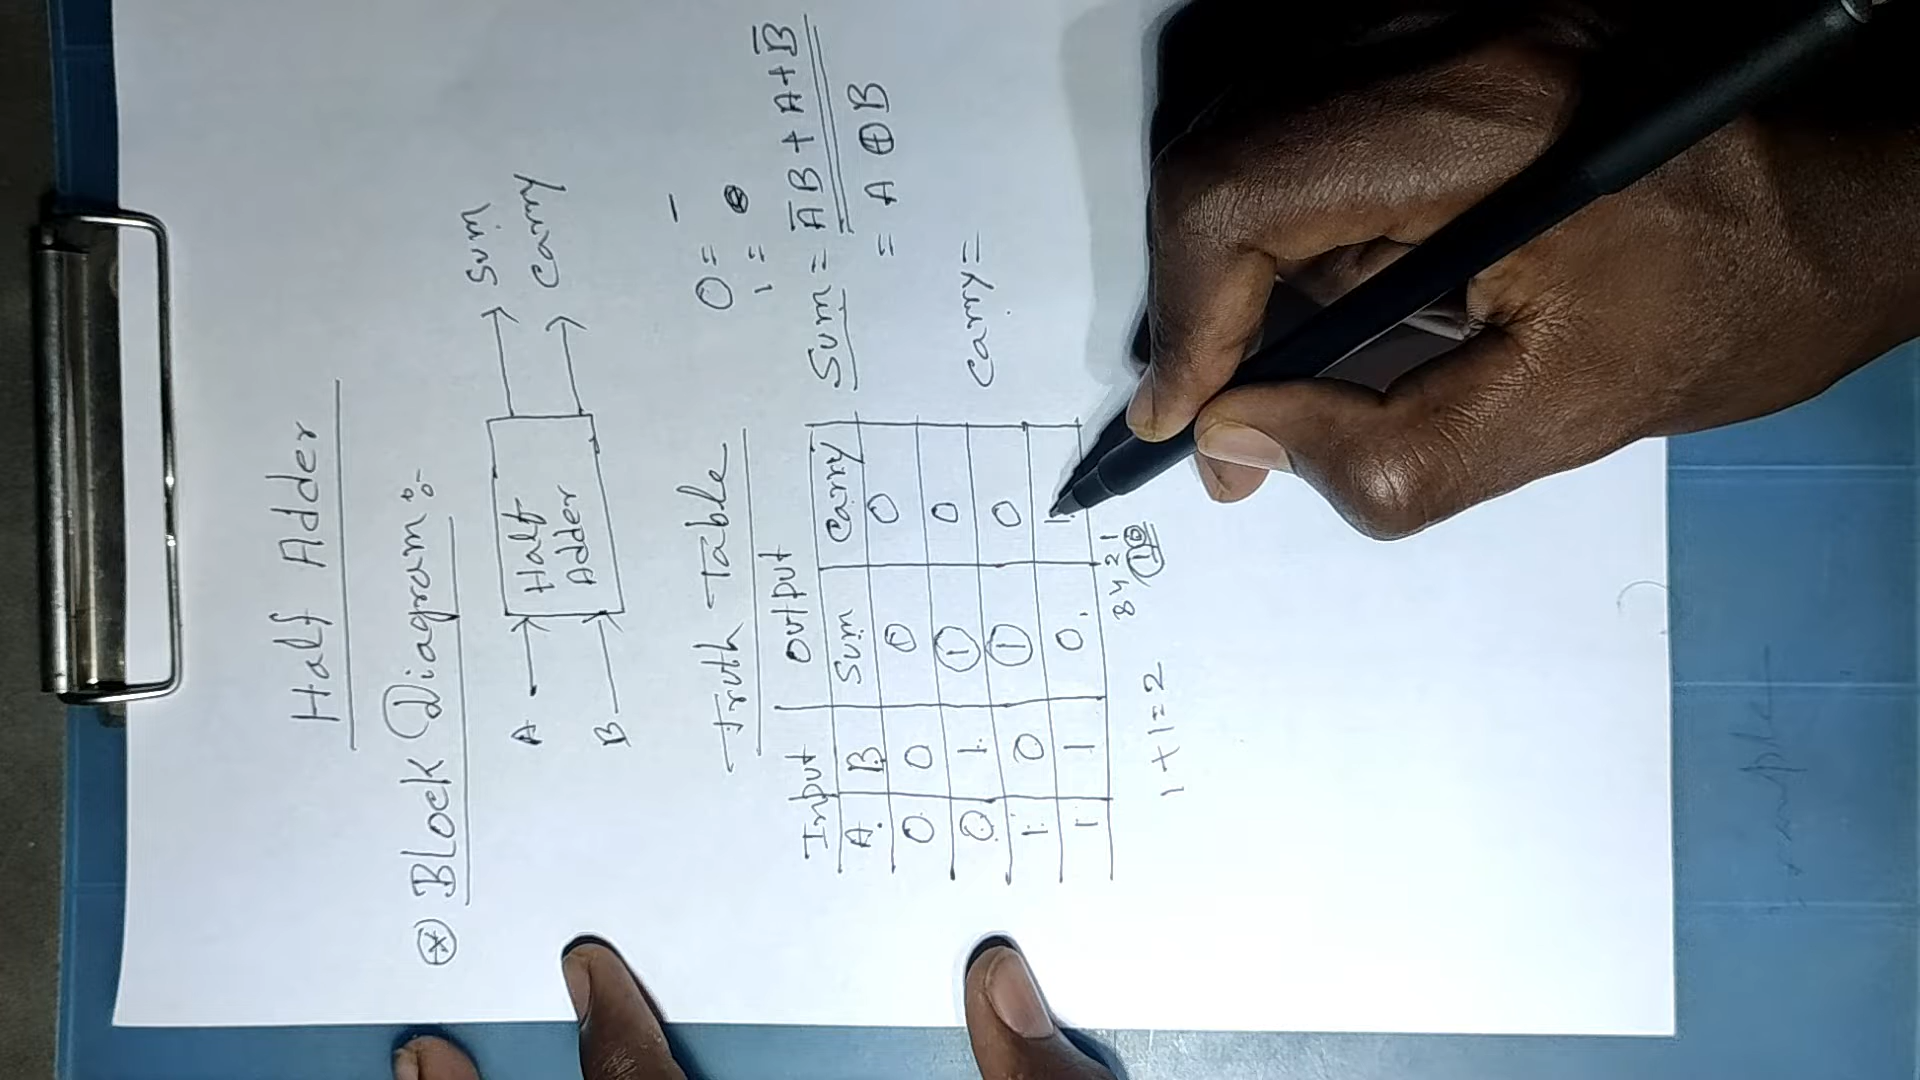 Half Adder
* Block Diagram:-
A Half Adder Sum
B Carry
Truth Table
0 = -
1 =
Input Output
A B Sum Carry
0 0 0 0
0 1 1 0
1 0 1 0
1 1 0 1
Sum = A̅B + A+B̅
= A ⊕ B
Carry =
8 4 2 1
1 0
1 + 1 = 2